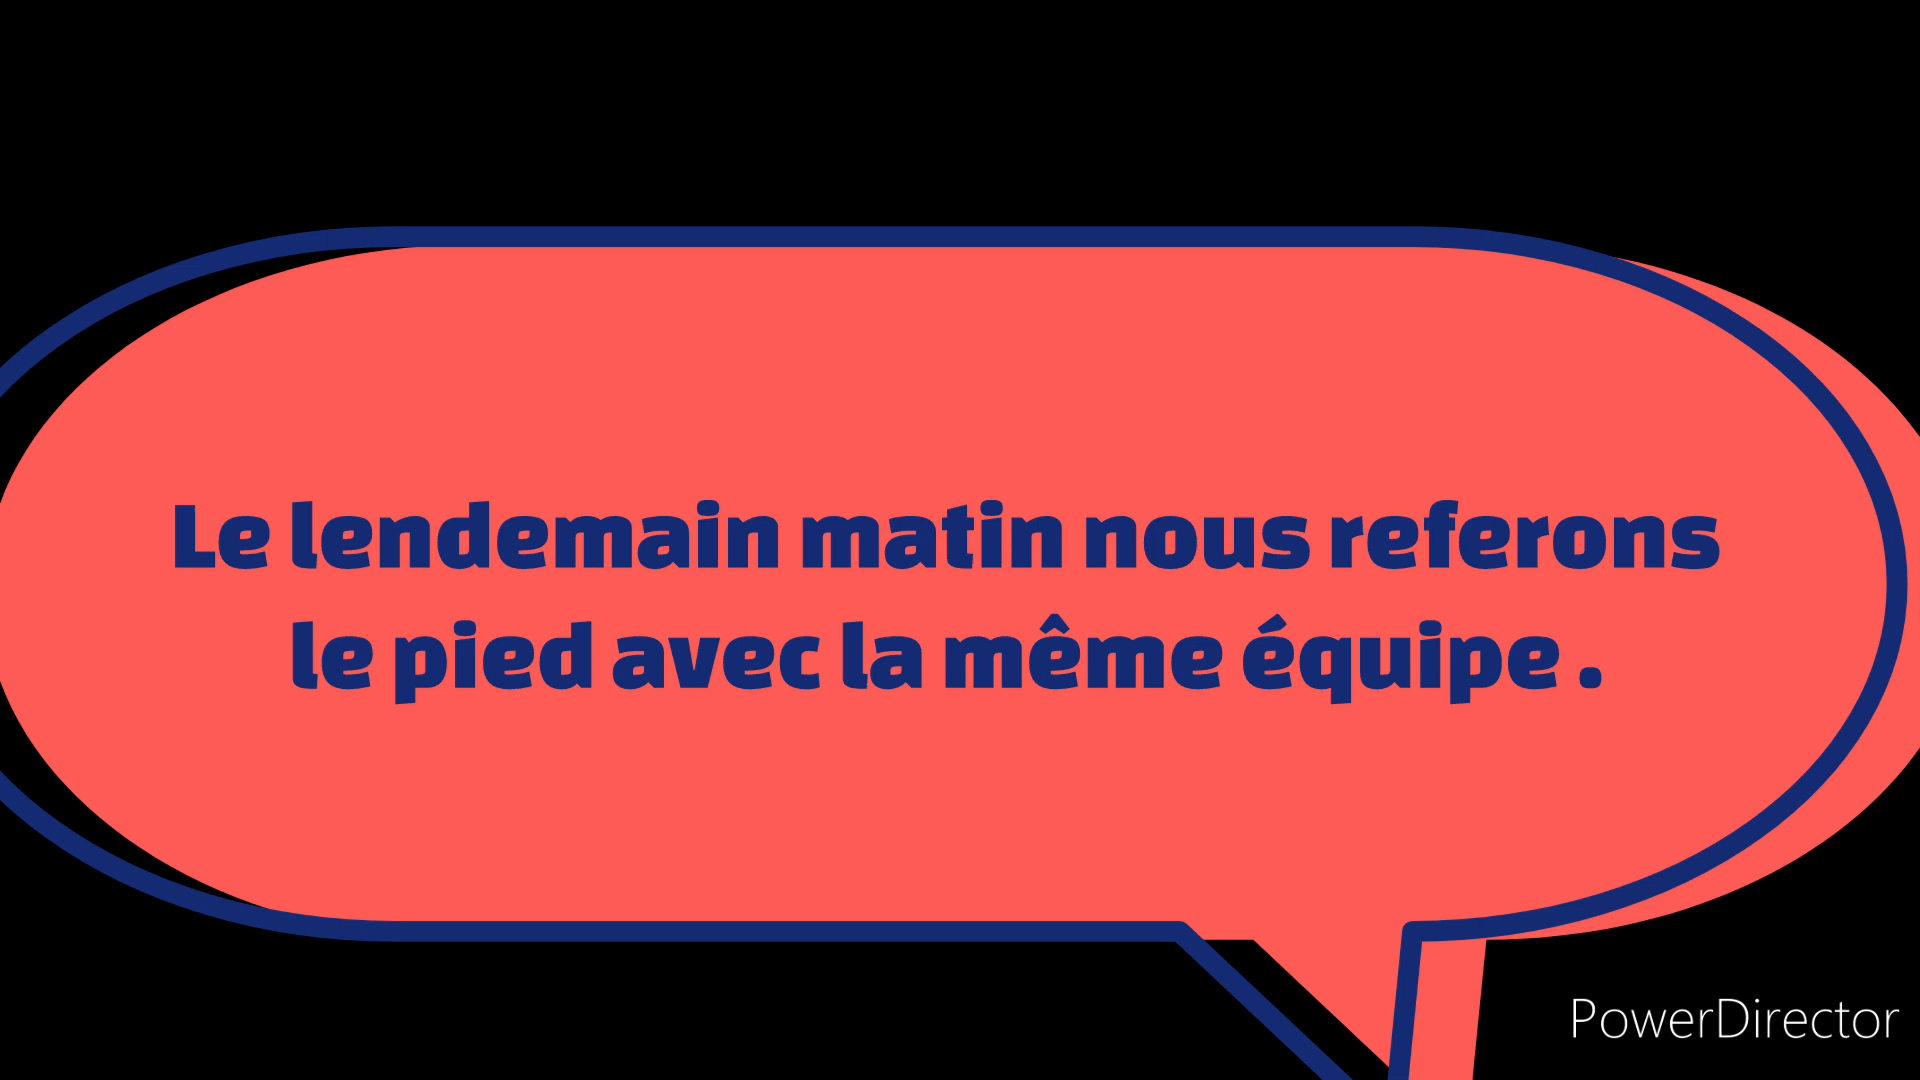 Le lendemain matin nous referons
le pied avec la même équipe .
PowerDirector